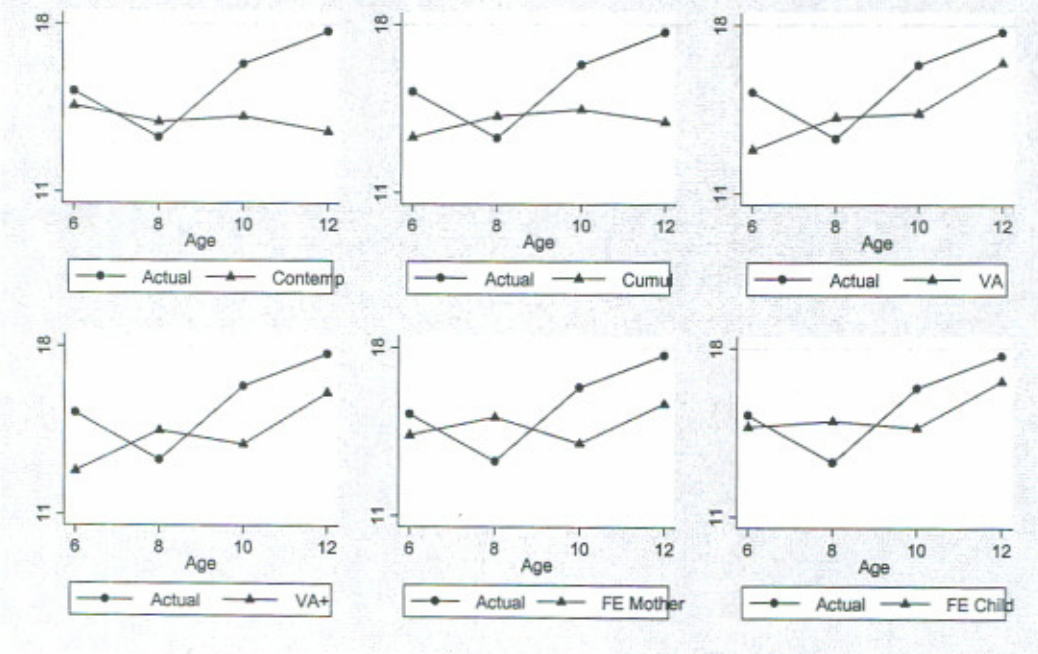 18 18 18
11 11 11
6 8 10 12 6 8 10 12 6 8 10 12
Age Age Age
Actual Contemp Actual Cumul Actual VA
18 18 18
11 11 11
6 8 10 12 6 8 10 12 6 8 10 12
Age Age Age
Actual VA+ Actual FE Mother Actual FE Child